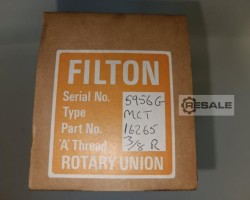 RESALE
FILTON
Serial No. 5956G
Type MCT
Part No. 16265
'A' Thread 3/8 R
ROTARY UNION